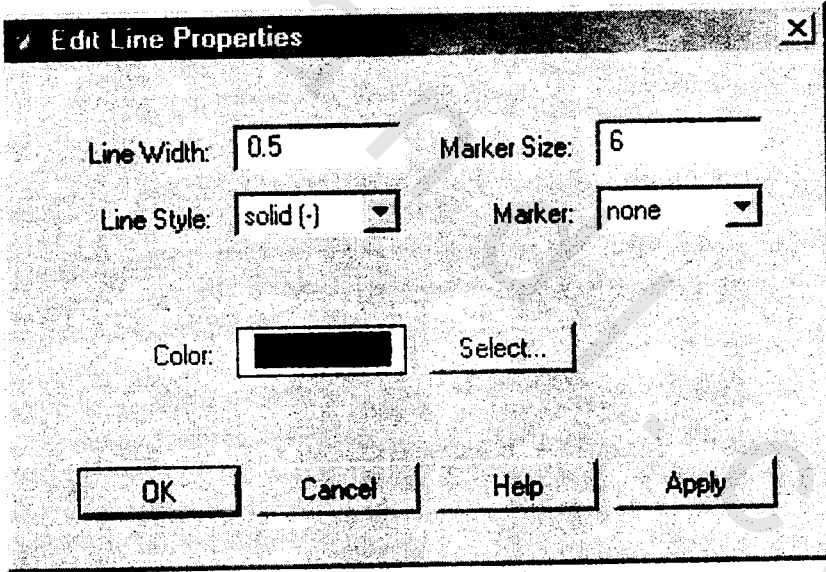 Edit Line Properties
Line Width: 0.5 Marker Size: 6
Line Style: solid (-) Marker: none
Color: Select...
OK Cancel Help Apply